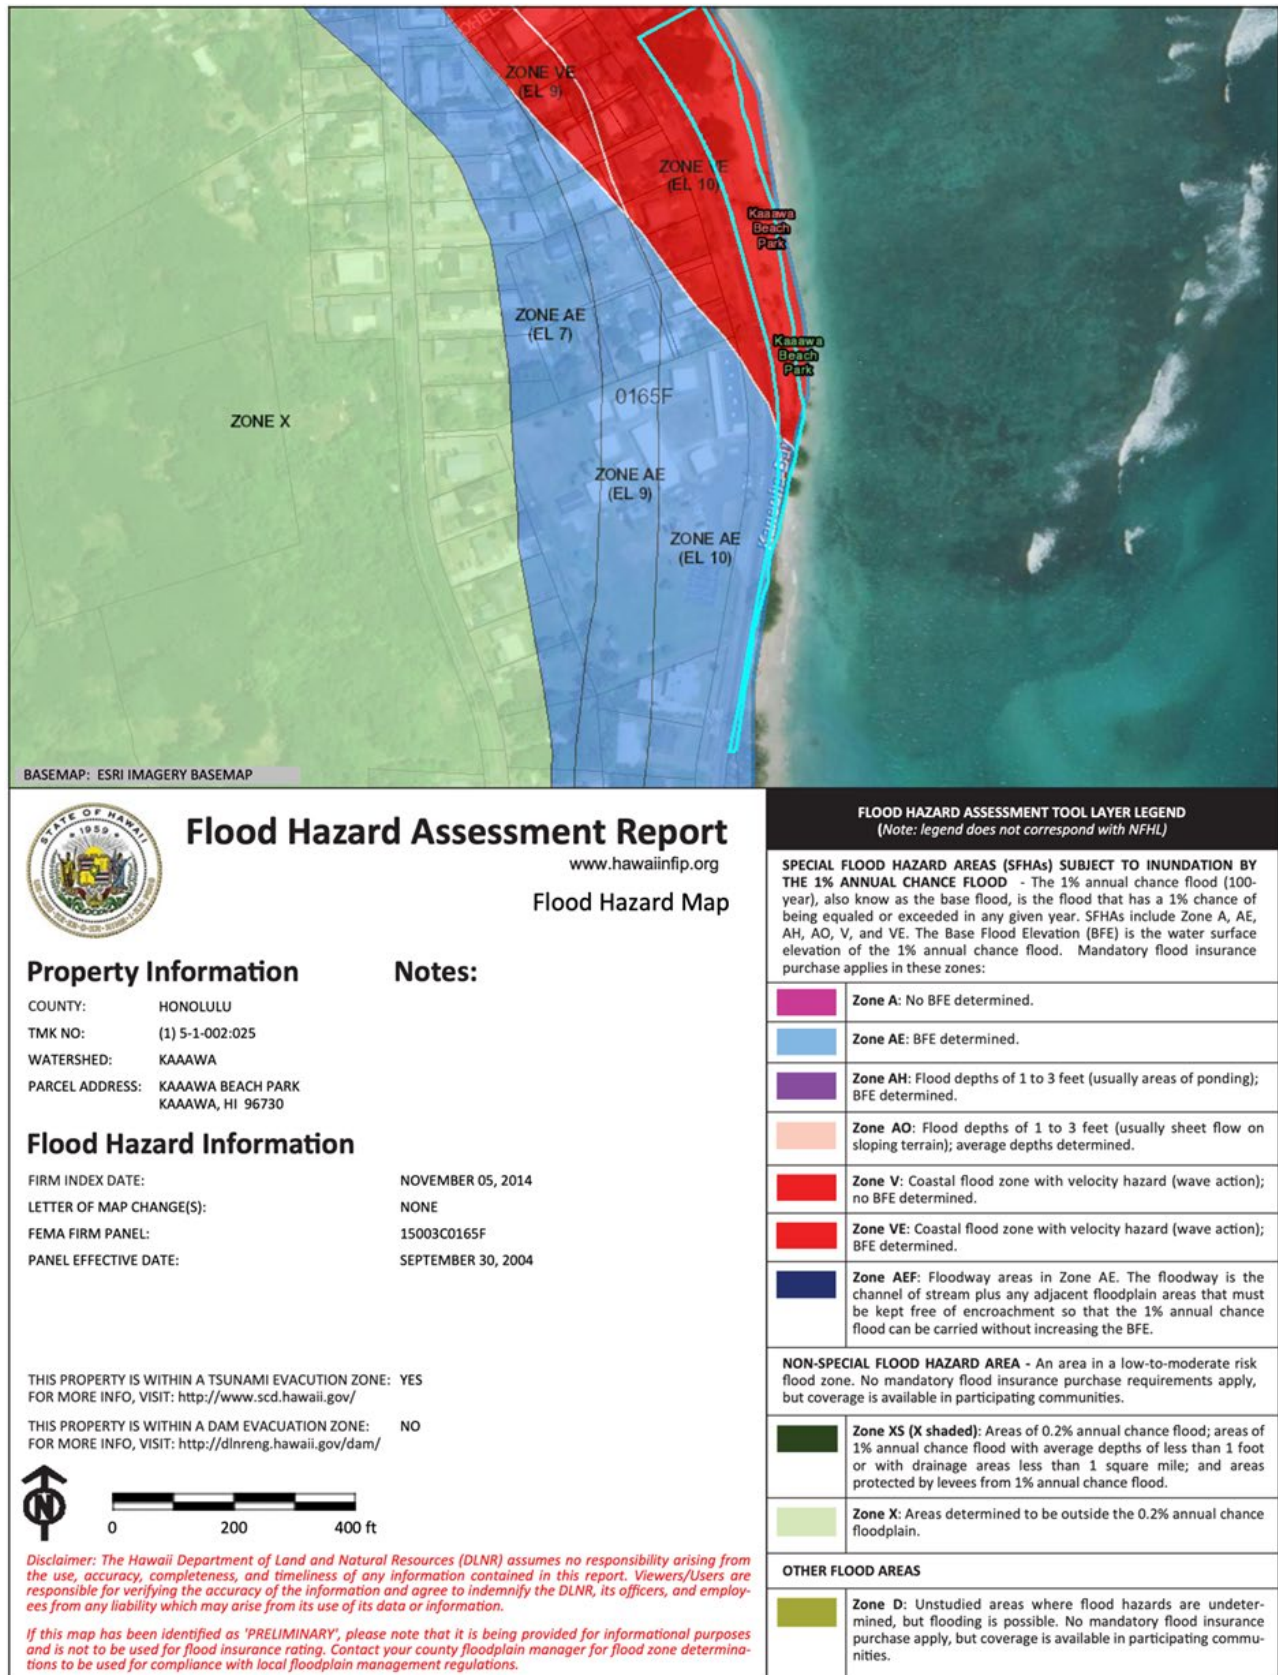 ZONE VE
(EL 9)
ZONE VE
(EL 10)
Kaaawa
Beach
Park
ZONE AE
(EL 7)
Kaaawa
Beach
Park
0165F
ZONE X
ZONE AE
(EL 9)
ZONE AE
(EL 10)
BASEMAP: ESRI IMAGERY BASEMAP
STATE OF HAWAII
1959
Flood Hazard Assessment Report
www.hawaiinfip.org
Flood Hazard Map
Property Information
Notes:
COUNTY: HONOLULU
TMK NO: (1) 5-1-002:025
WATERSHED: KAAAWA
PARCEL ADDRESS: KAAAWA BEACH PARK
KAAAWA, HI 96730
Flood Hazard Information
FIRM INDEX DATE: NOVEMBER 05, 2014
LETTER OF MAP CHANGE(S): NONE
FEMA FIRM PANEL: 15003C0165F
PANEL EFFECTIVE DATE: SEPTEMBER 30, 2004
THIS PROPERTY IS WITHIN A TSUNAMI EVACUTION ZONE: YES
FOR MORE INFO, VISIT: http://www.scd.hawaii.gov/
THIS PROPERTY IS WITHIN A DAM EVACUATION ZONE: NO
FOR MORE INFO, VISIT: http://dlnreng.hawaii.gov/dam/
N
0 200 400 ft
Disclaimer: The Hawaii Department of Land and Natural Resources (DLNR) assumes no responsibility arising from
the use, accuracy, completeness, and timeliness of any information contained in this report. Viewers/Users are
responsible for verifying the accuracy of the information and agree to indemnify the DLNR, its officers, and employ-
ees from any liability which may arise from its use of its data or information.
If this map has been identified as 'PRELIMINARY', please note that it is being provided for informational purposes
and is not to be used for flood insurance rating. Contact your county floodplain manager for flood zone determina-
tions to be used for compliance with local floodplain management regulations.
FLOOD HAZARD ASSESSMENT TOOL LAYER LEGEND
(Note: legend does not correspond with NFHL)
SPECIAL FLOOD HAZARD AREAS (SFHAs) SUBJECT TO INUNDATION BY
THE 1% ANNUAL CHANCE FLOOD - The 1% annual chance flood (100-
year), also know as the base flood, is the flood that has a 1% chance of
being equaled or exceeded in any given year. SFHAs include Zone A, AE,
AH, AO, V, and VE. The Base Flood Elevation (BFE) is the water surface
elevation of the 1% annual chance flood. Mandatory flood insurance
purchase applies in these zones:
Zone A: No BFE determined.
Zone AE: BFE determined.
Zone AH: Flood depths of 1 to 3 feet (usually areas of ponding);
BFE determined.
Zone AO: Flood depths of 1 to 3 feet (usually sheet flow on
sloping terrain); average depths determined.
Zone V: Coastal flood zone with velocity hazard (wave action);
no BFE determined.
Zone VE: Coastal flood zone with velocity hazard (wave action);
BFE determined.
Zone AEF: Floodway areas in Zone AE. The floodway is the
channel of stream plus any adjacent floodplain areas that must
be kept free of encroachment so that the 1% annual chance
flood can be carried without increasing the BFE.
NON-SPECIAL FLOOD HAZARD AREA - An area in a low-to-moderate risk
flood zone. No mandatory flood insurance purchase requirements apply,
but coverage is available in participating communities.
Zone XS (X shaded): Areas of 0.2% annual chance flood; areas of
1% annual chance flood with average depths of less than 1 foot
or with drainage areas less than 1 square mile; and areas
protected by levees from 1% annual chance flood.
Zone X: Areas determined to be outside the 0.2% annual chance
floodplain.
OTHER FLOOD AREAS
Zone D: Unstudied areas where flood hazards are undeter-
mined, but flooding is possible. No mandatory flood insurance
purchase apply, but coverage is available in participating commu-
nities.